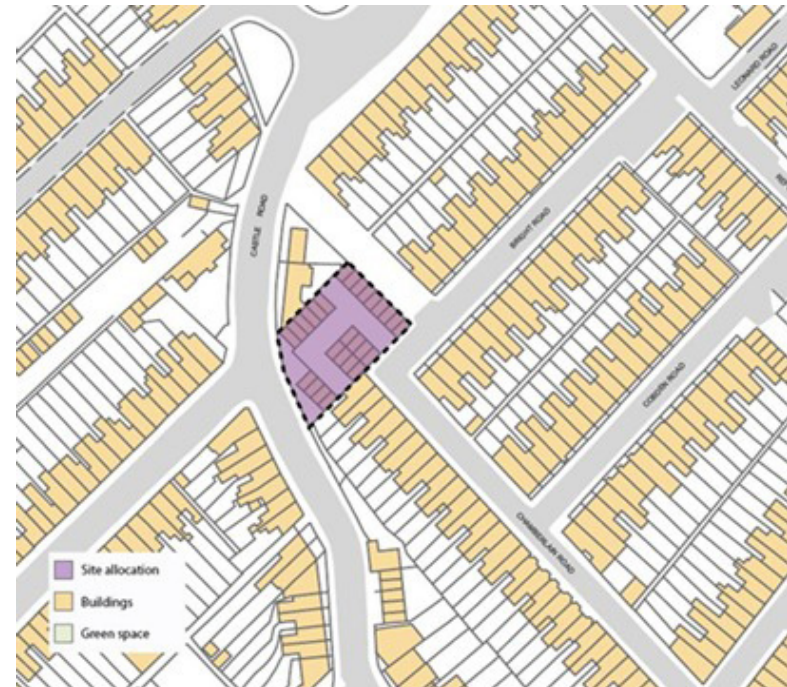 LEONARD ROAD
CASTLE ROAD
BRIGHT ROAD
COBDEN ROAD
CHAMBERLAIN ROAD
Site allocation
Buildings
Green space